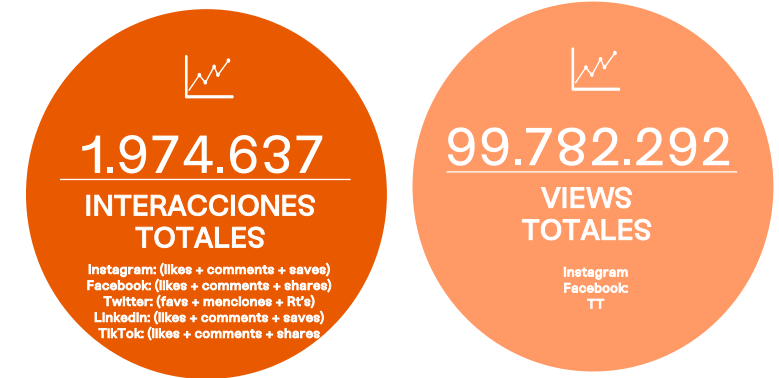 1.974.637
INTERACCIONES
TOTALES
Instagram: (likes + comments + saves)
Facebook: (likes + comments + shares)
Twitter: (favs + menciones + Rt's)
Linkedin: (likes + comments + saves)
TikTok: (likes + comments + shares
99.782.292
VIEWS
TOTALES
Instagram
Facebook:
TT